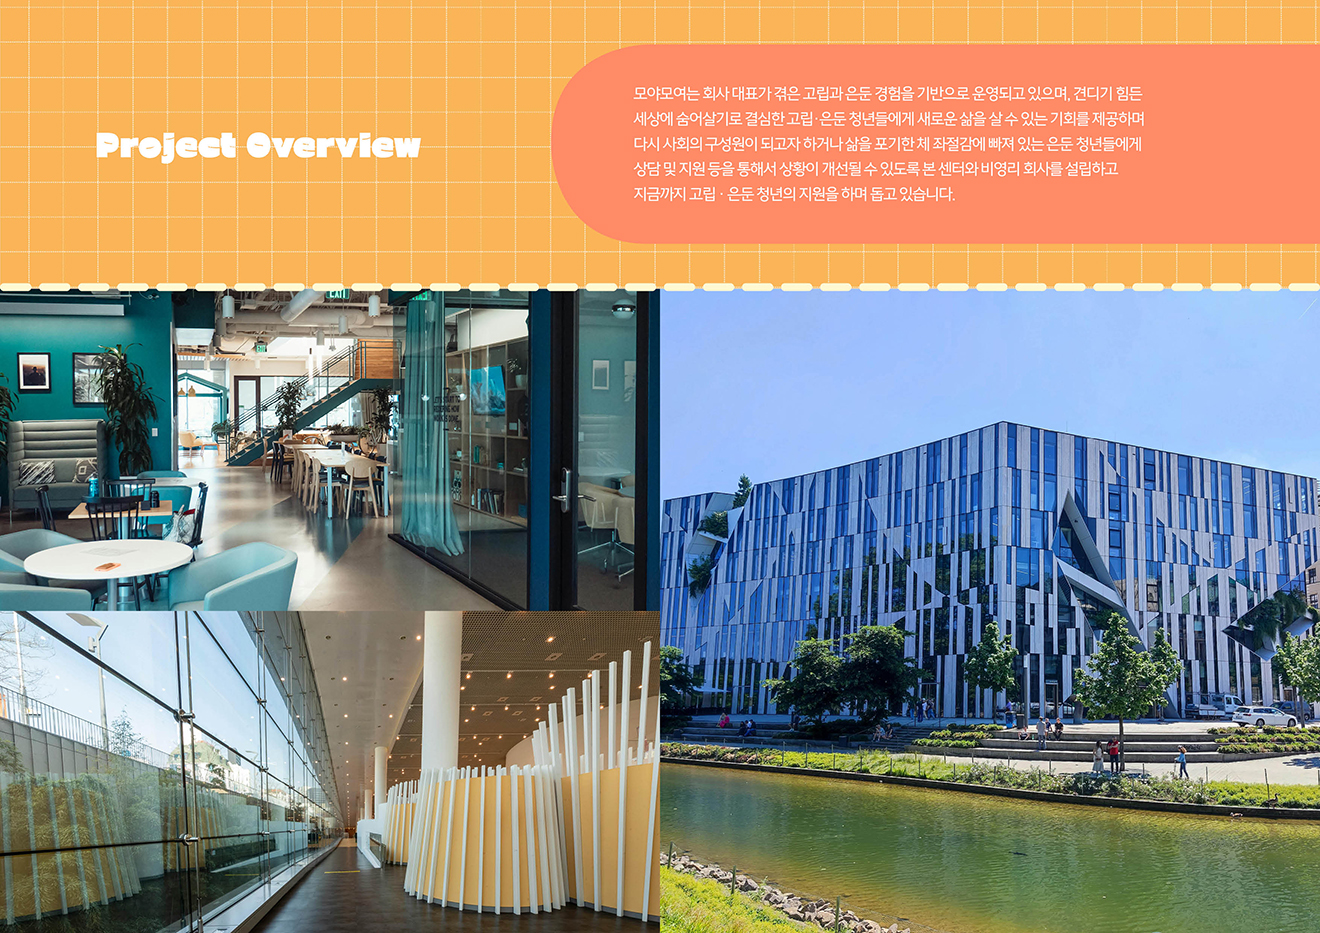 Project Overview
모야모여는 회사 대표가 겪은 고립과 은둔 경험을 기반으로 운영되고 있으며, 견디기 힘든
세상에 숨어살기로 결심한 고립·은둔 청년들에게 새로운 삶을 살 수 있는 기회를 제공하며
다시 사회의 구성원이 되고자 하거나 삶을 포기한 체 좌절감에 빠져 있는 은둔 청년들에게
상담 및 지원 등을 통해서 상황이 개선될 수 있도록 본 센터와 비영리 회사를 설립하고
지금까지 고립 · 은둔 청년의 지원을 하며 돕고 있습니다.
EXIT